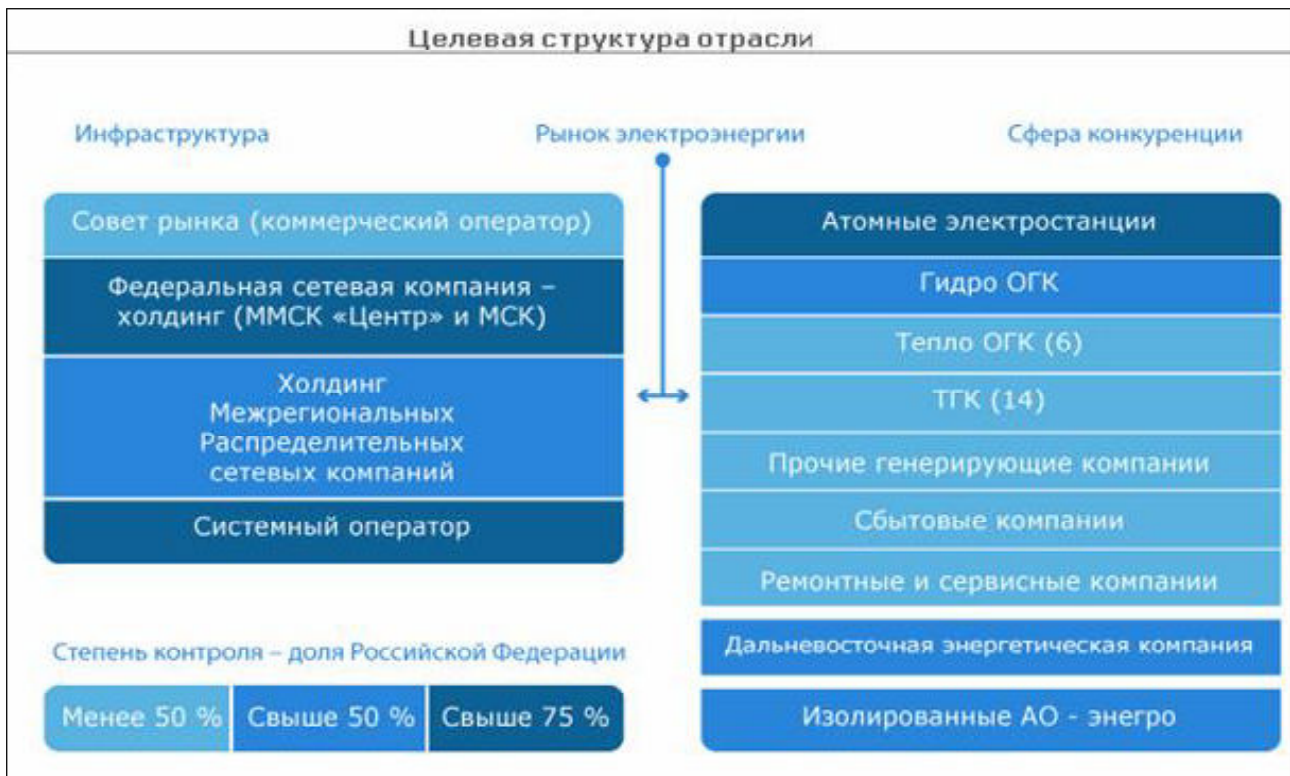 Целевая структура отрасли
Инфраструктура
Рынок электроэнергии
Сфера конкуренции
Совет рынка (коммерческий оператор)
Федеральная сетевая компания –
холдинг (ММСК «Центр» и МСК)
Холдинг
Межрегиональных
Распределительных
сетевых компаний
Системный оператор
Степень контроля – доля Российской Федерации
Менее 50 %
Свыше 50 %
Свыше 75 %
Атомные электростанции
Гидро ОГК
Тепло ОГК (6)
ТГК (14)
Прочие генерирующие компании
Сбытовые компании
Ремонтные и сервисные компании
Дальневосточная энергетическая компания
Изолированные АО - энегро